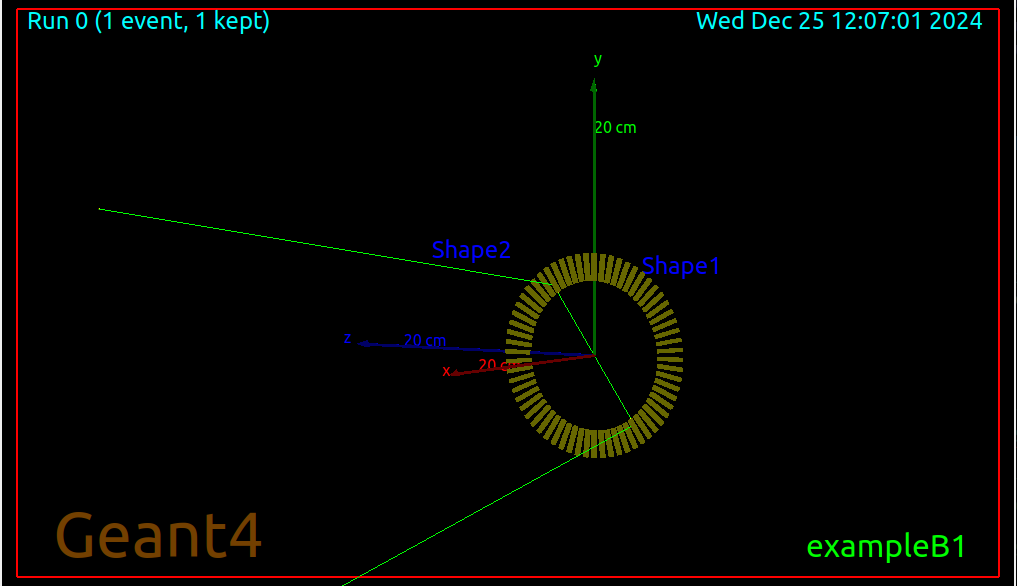 Run 0 (1 event, 1 kept)
Wed Dec 25 12:07:01 2024
y
20 cm
Shape2
Shape1
z
20 cm
x
20 cm
Geant4
exampleB1